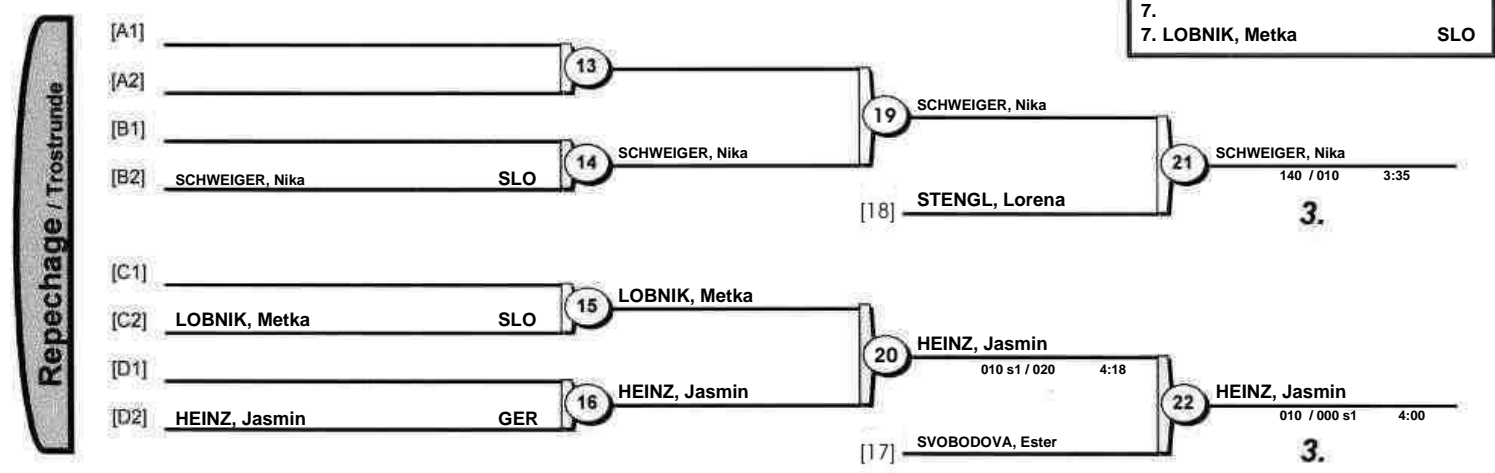 7.
7. LOBNIK, Metka SLO
Repechage / Trostrunde
[A1]
13
[A2]
[B1]
14
SCHWEIGER, Nika
[B2] SCHWEIGER, Nika SLO
19
SCHWEIGER, Nika
[18] STENGL, Lorena
21
SCHWEIGER, Nika
140 / 010 3:35
3.
[C1]
15
LOBNIK, Metka
[C2] LOBNIK, Metka SLO
[D1]
16
HEINZ, Jasmin
[D2] HEINZ, Jasmin GER
20
HEINZ, Jasmin
010 s1 / 020 4:18
[17] SVOBODOVA, Ester
22
HEINZ, Jasmin
010 / 000 s1 4:00
3.